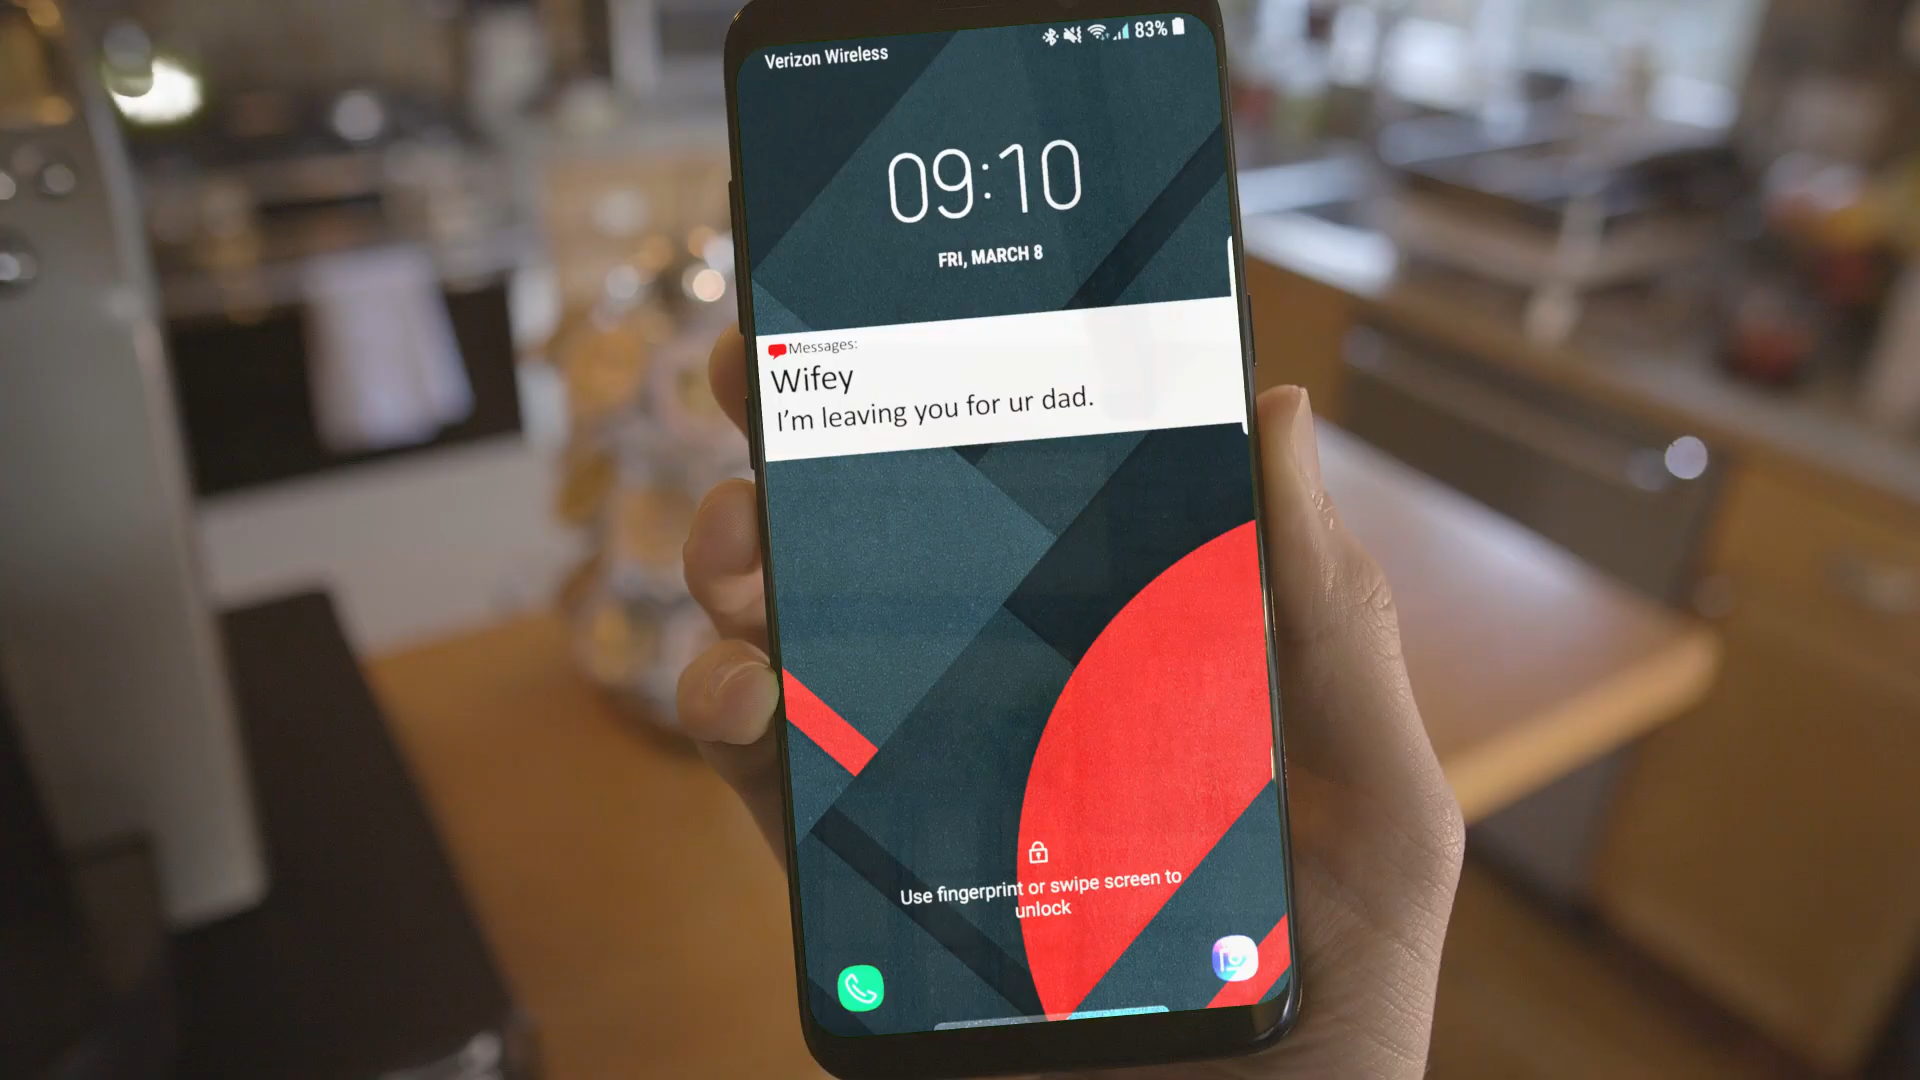 Verizon Wireless
83%
09:10
FRI, MARCH 8
Messages:
Wifey
I'm leaving you for ur dad.
Use fingerprint or swipe screen to
unlock